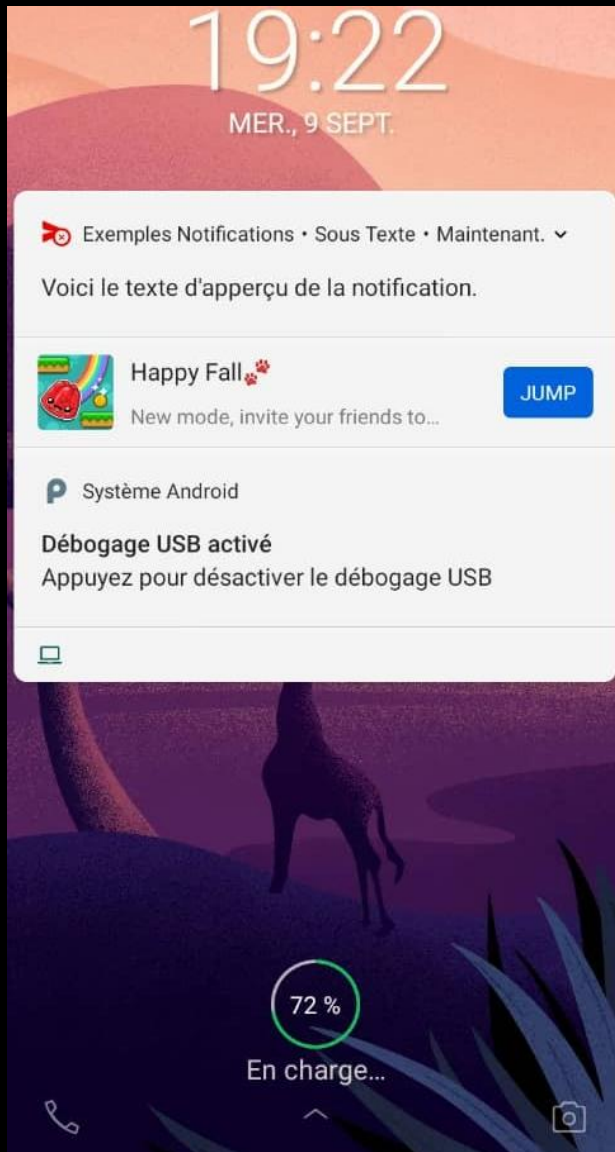 19:22
MER., 9 SEPT.
Exemples Notifications • Sous Texte • Maintenant.
Voici le texte d'apperçu de la notification.
Happy Fall🐾
New mode, invite your friends to…
JUMP
Système Android
Débogage USB activé
Appuyez pour désactiver le débogage USB
72 %
En charge…